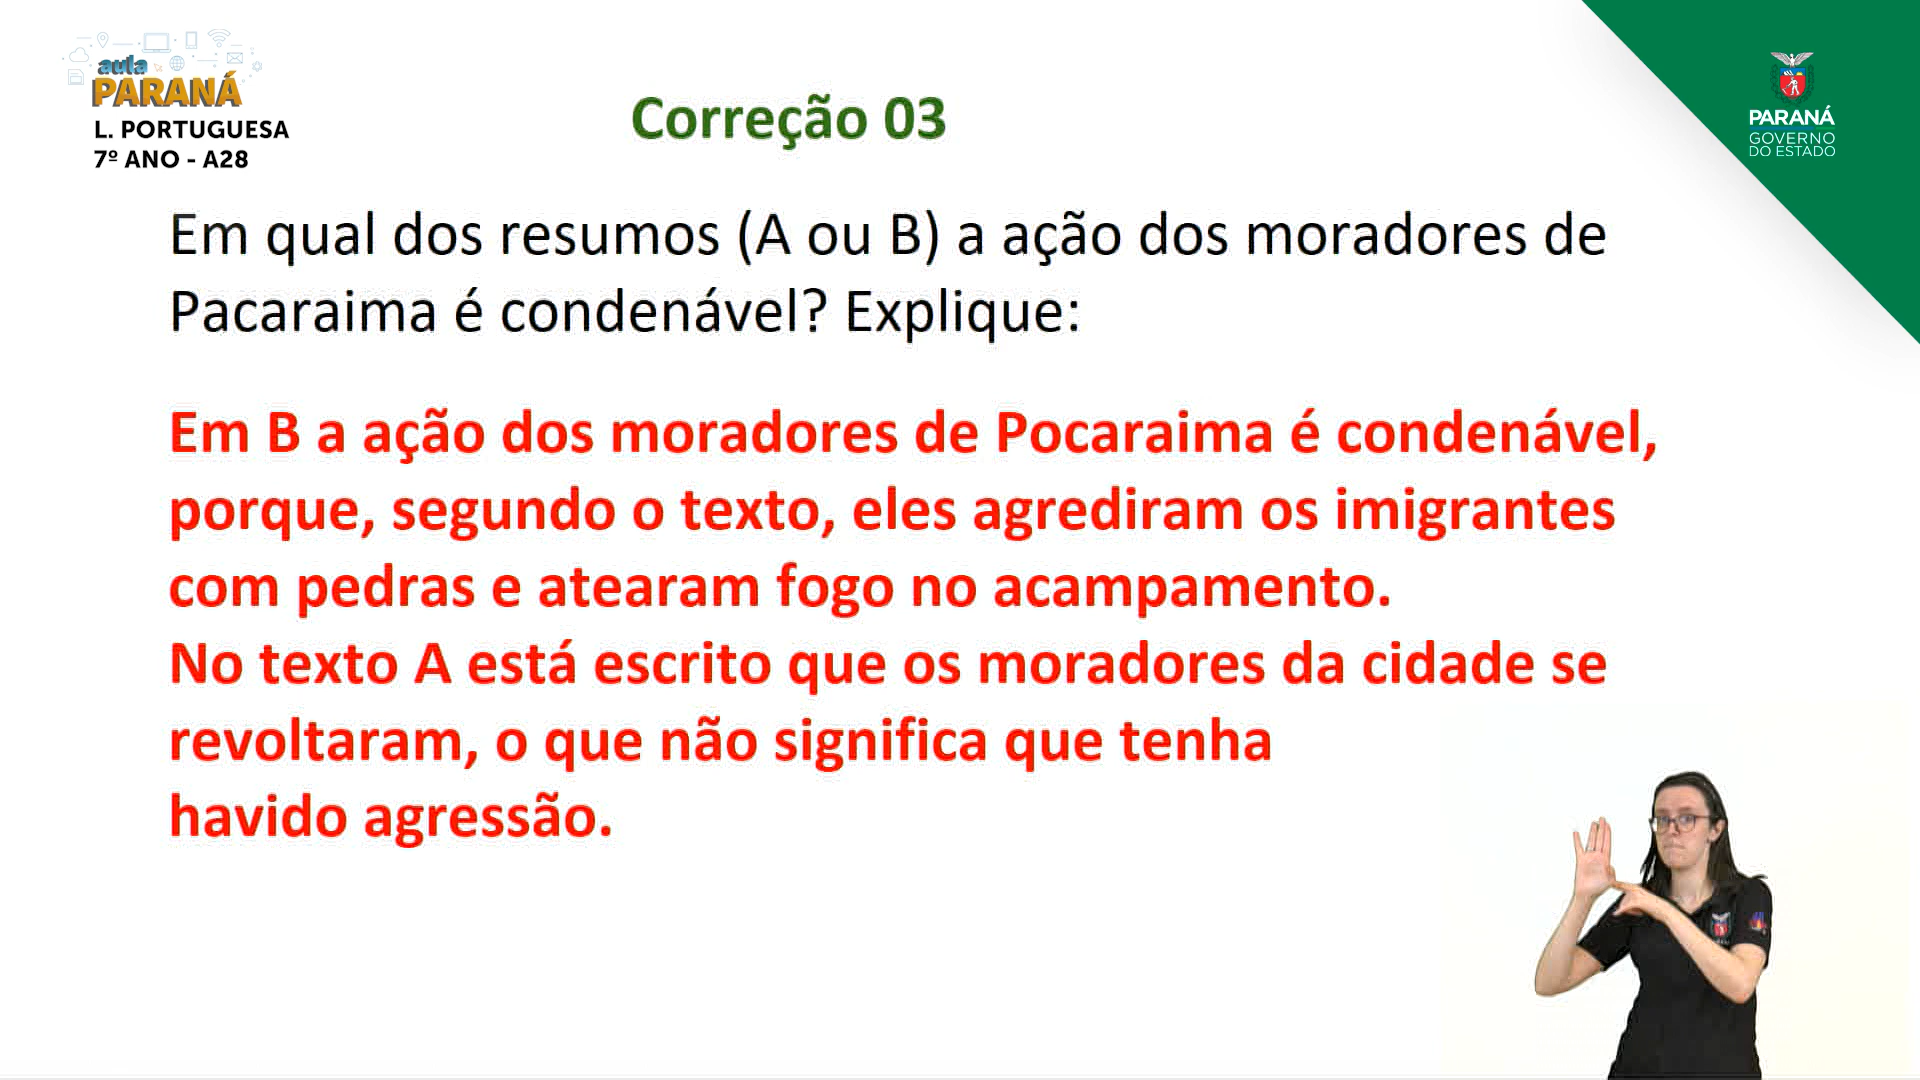 aula
PARANÁ
L. PORTUGUESA
7º ANO - A28
Correção 03
PARANÁ
GOVERNO
DO ESTADO
Em qual dos resumos (A ou B) a ação dos moradores de
Pacaraima é condenável? Explique:
Em B a ação dos moradores de Pocaraima é condenável,
porque, segundo o texto, eles agrediram os imigrantes
com pedras e atearam fogo no acampamento.
No texto A está escrito que os moradores da cidade se
revoltaram, o que não significa que tenha
havido agressão.